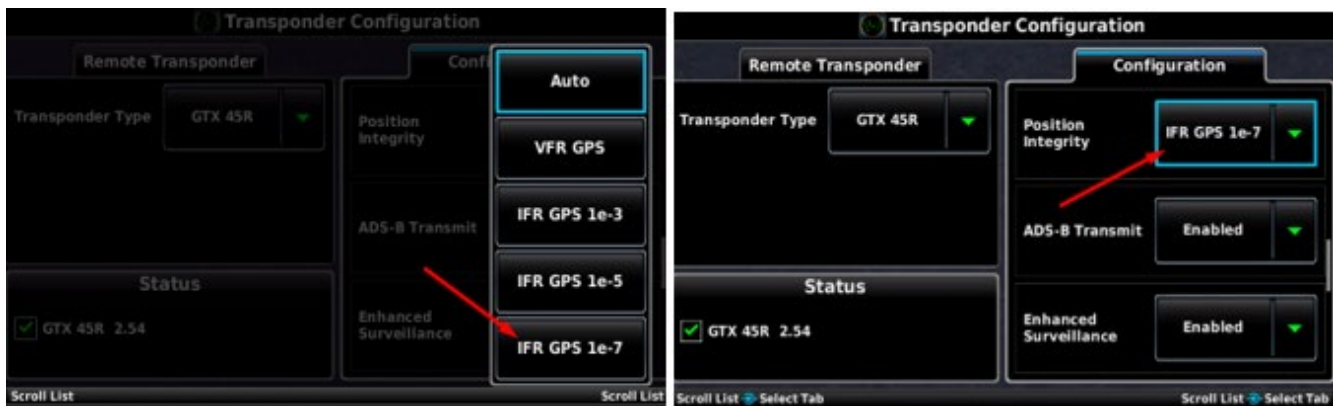 Transponder Configuration
Remote Transponder
Confi
Transponder Type
GTX 45R
Position
Integrity
ADS-B Transmit
Enhanced
Surveillance
Status
GTX 45R 2.54
Auto
VFR GPS
IFR GPS 1e-3
IFR GPS 1e-5
IFR GPS 1e-7
Scroll List
Scroll List
Transponder Configuration
Remote Transponder
Configuration
Transponder Type
GTX 45R
Position
Integrity
IFR GPS 1e-7
ADS-B Transmit
Enabled
Enhanced
Surveillance
Enabled
Status
GTX 45R 2.54
Scroll List Select Tab
Scroll List Select Tab